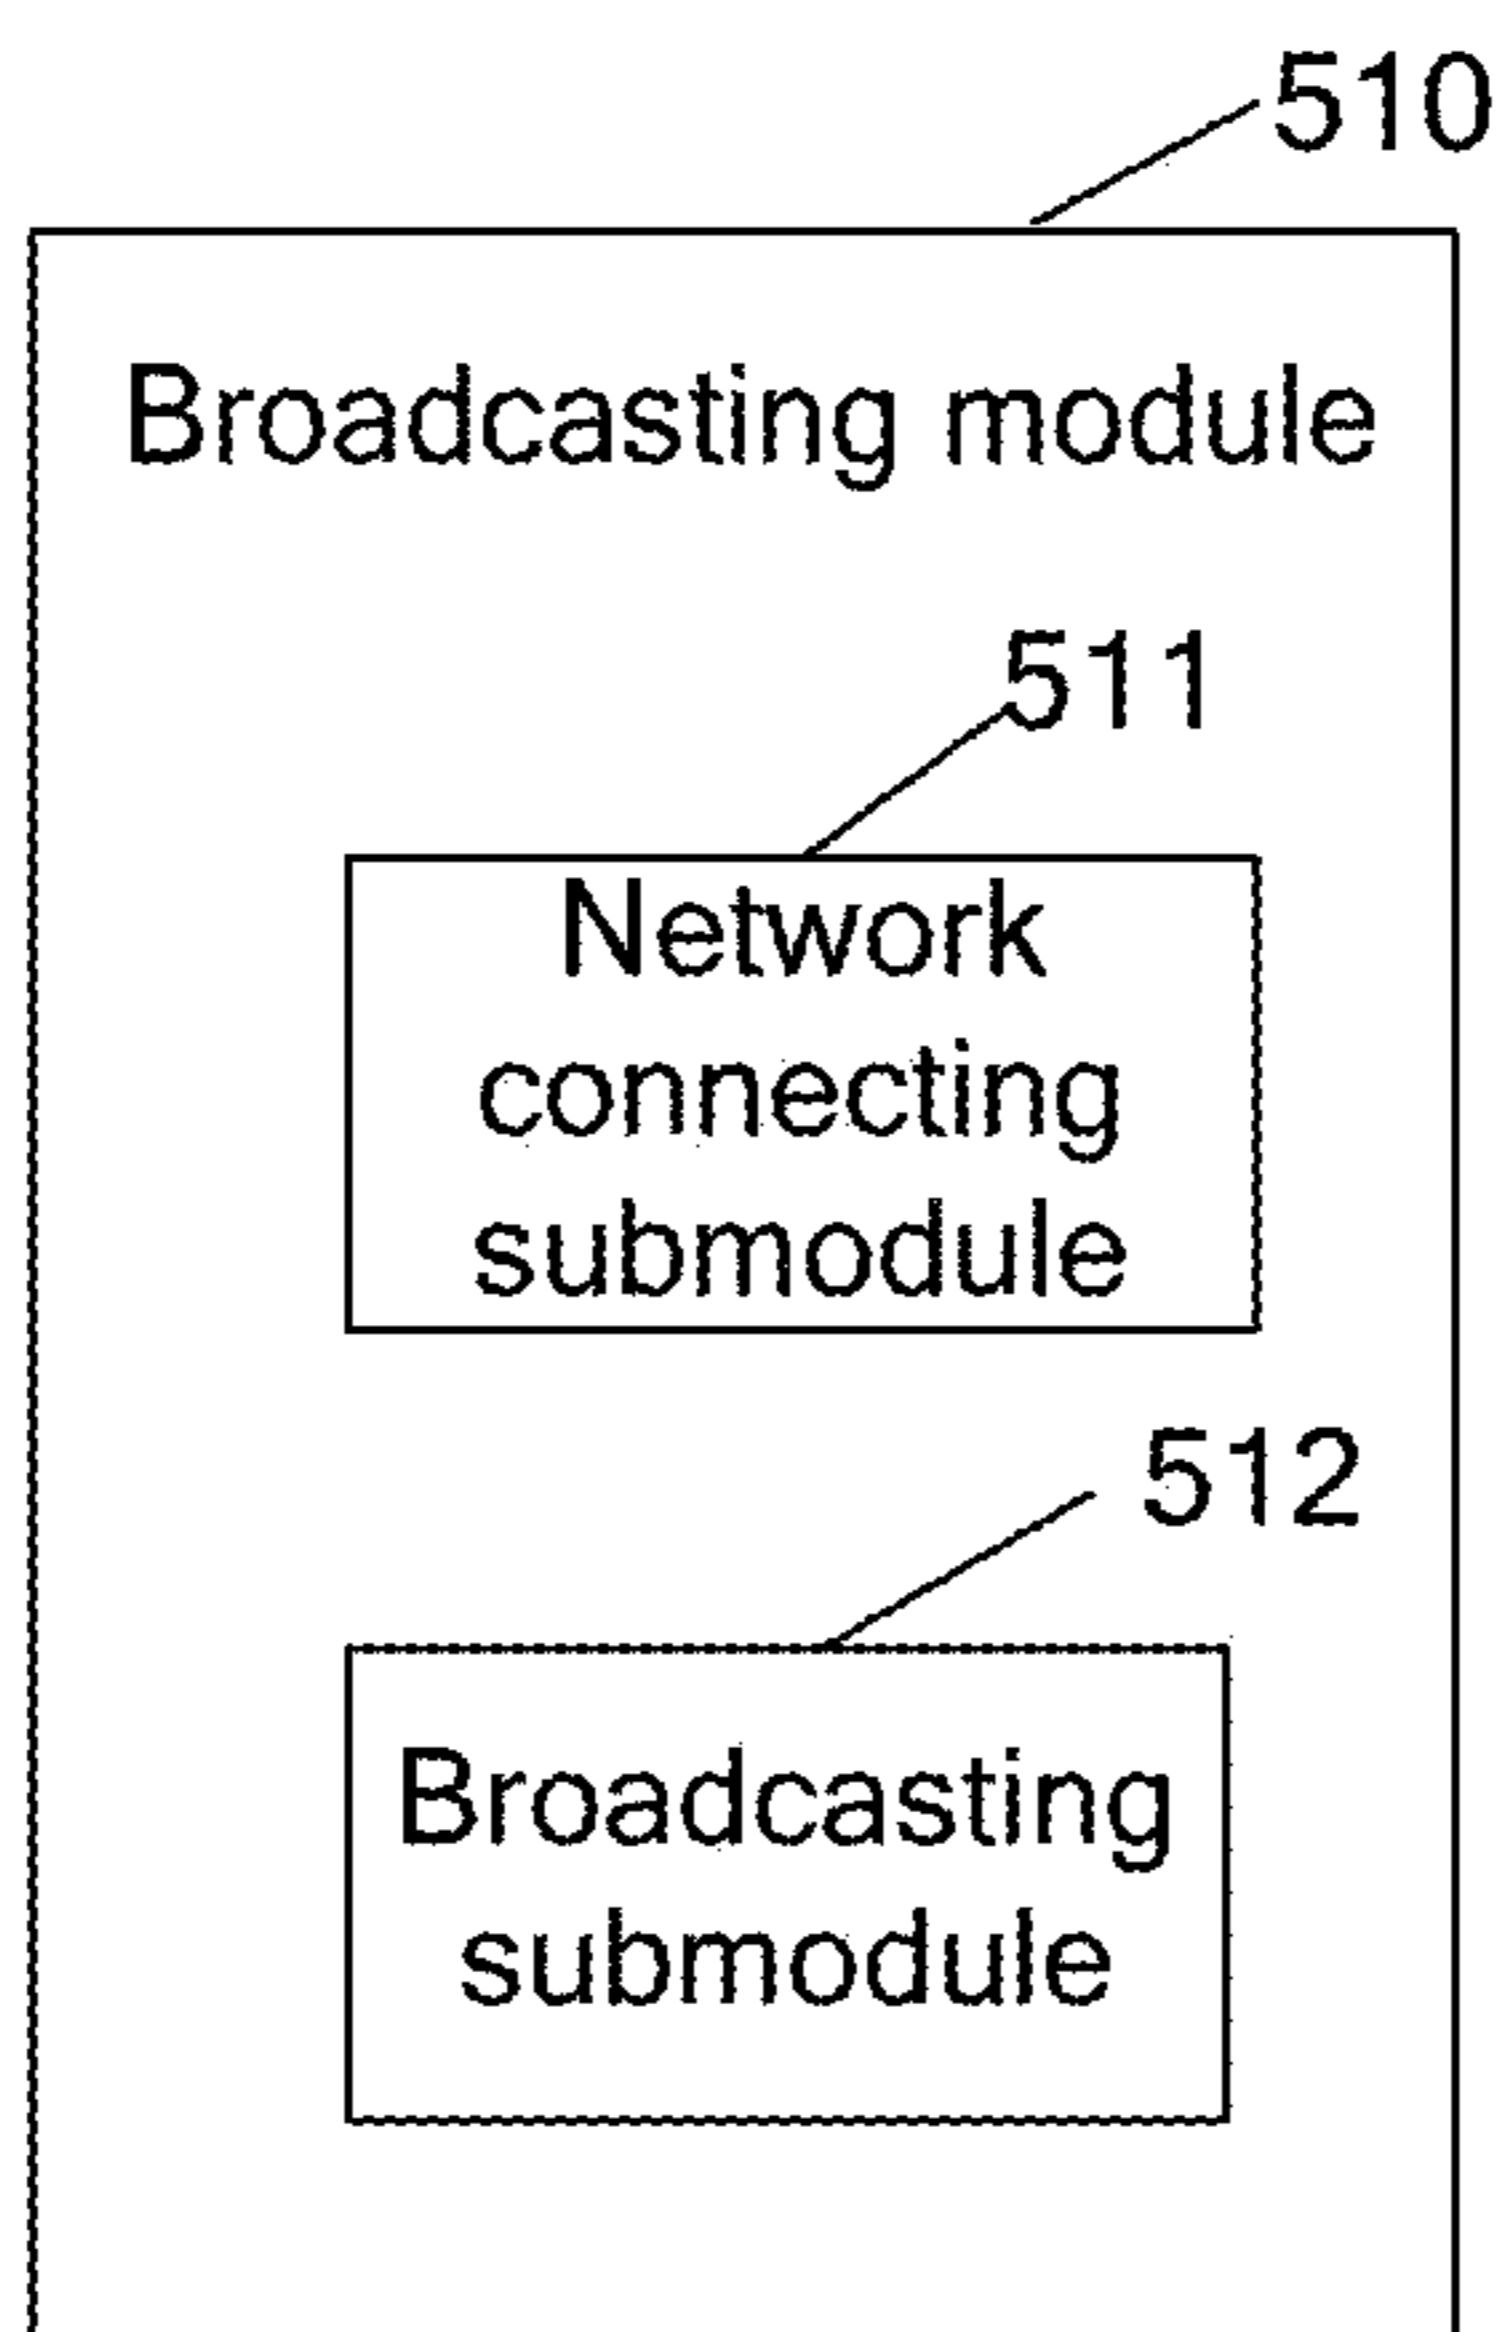 510
Broadcasting module
511
Network
connecting
submodule
512
Broadcasting
submodule